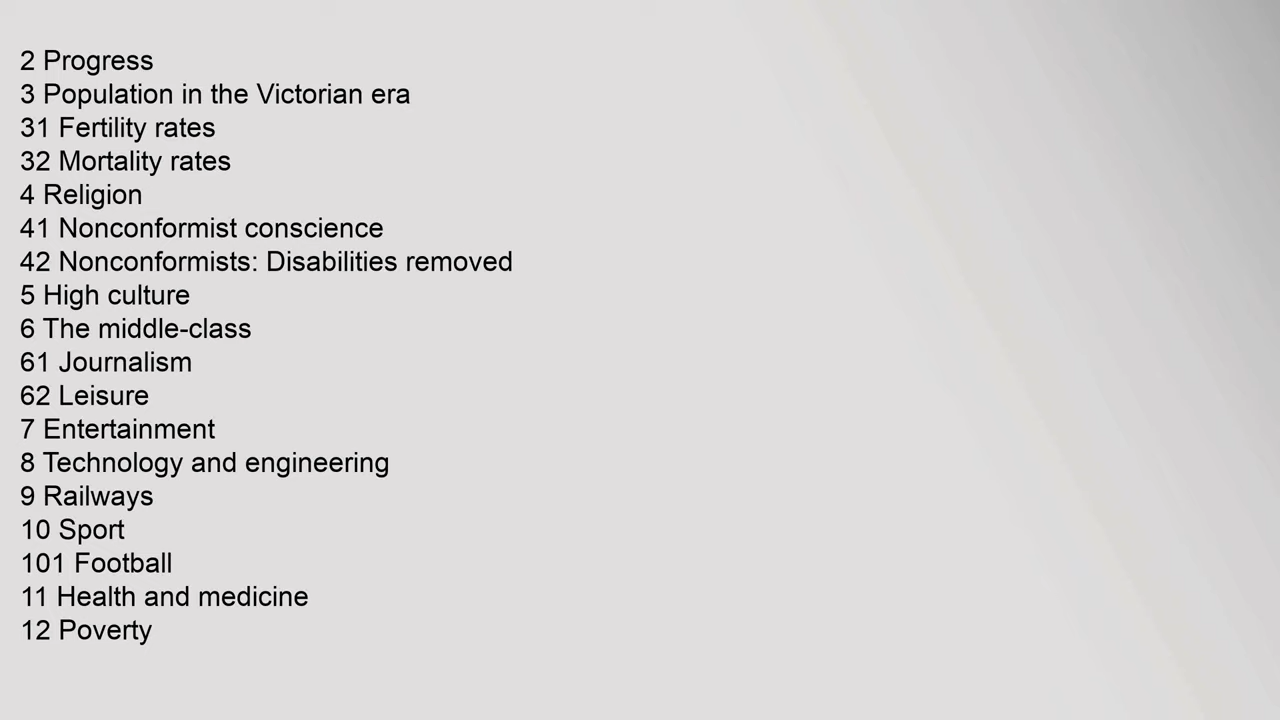 2 Progress
3 Population in the Victorian era
31 Fertility rates
32 Mortality rates
4 Religion
41 Nonconformist conscience
42 Nonconformists: Disabilities removed
5 High culture
6 The middle-class
61 Journalism
62 Leisure
7 Entertainment
8 Technology and engineering
9 Railways
10 Sport
101 Football
11 Health and medicine
12 Poverty